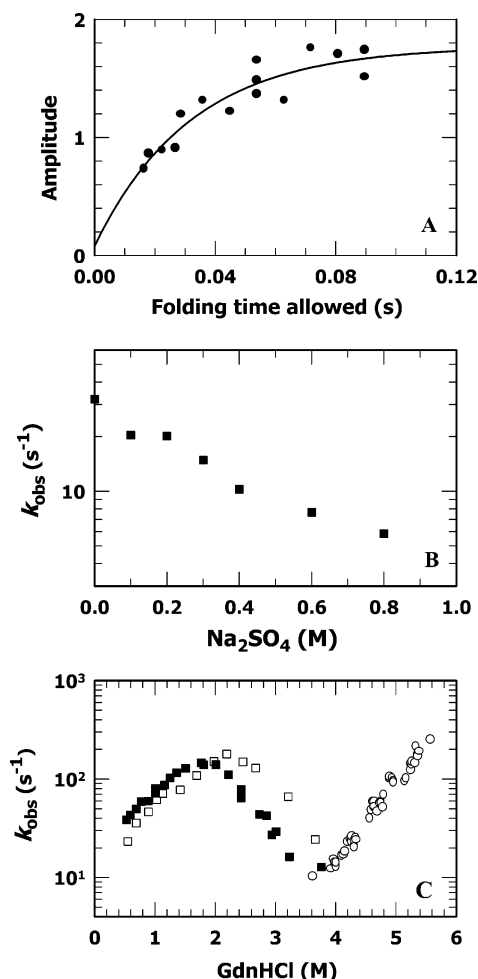 2
1
0
Amplitude
A
0.00 0.04 0.08 0.12
Folding time allowed (s)
10
k_obs (s⁻¹)
B
0.0 0.2 0.4 0.6 0.8 1.0
Na₂SO₄ (M)
10³
10²
10¹
k_obs (s⁻¹)
C
0 1 2 3 4 5 6
GdnHCl (M)